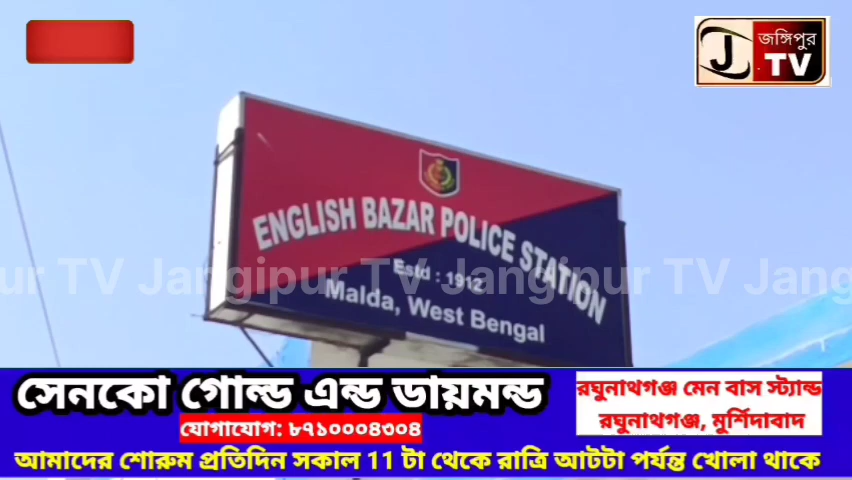 J জঙ্গিপুর
TV
ENGLISH BAZAR POLICE STATION
Estd : 1912
Malda, West Bengal
pur TV Jangipur TV Jangipur TV Jang
সেনকো গোল্ড এন্ড ডায়মন্ড
যোগাযোগ: ৮৭১০০০৪৩০৪
রঘুনাথগঞ্জ মেন বাস স্ট্যান্ড
রঘুনাথগঞ্জ, মুর্শিদাবাদ
আমাদের শোরুম প্রতিদিন সকাল 11 টা থেকে রাত্রি আটটা পর্যন্ত খোলা থাকে